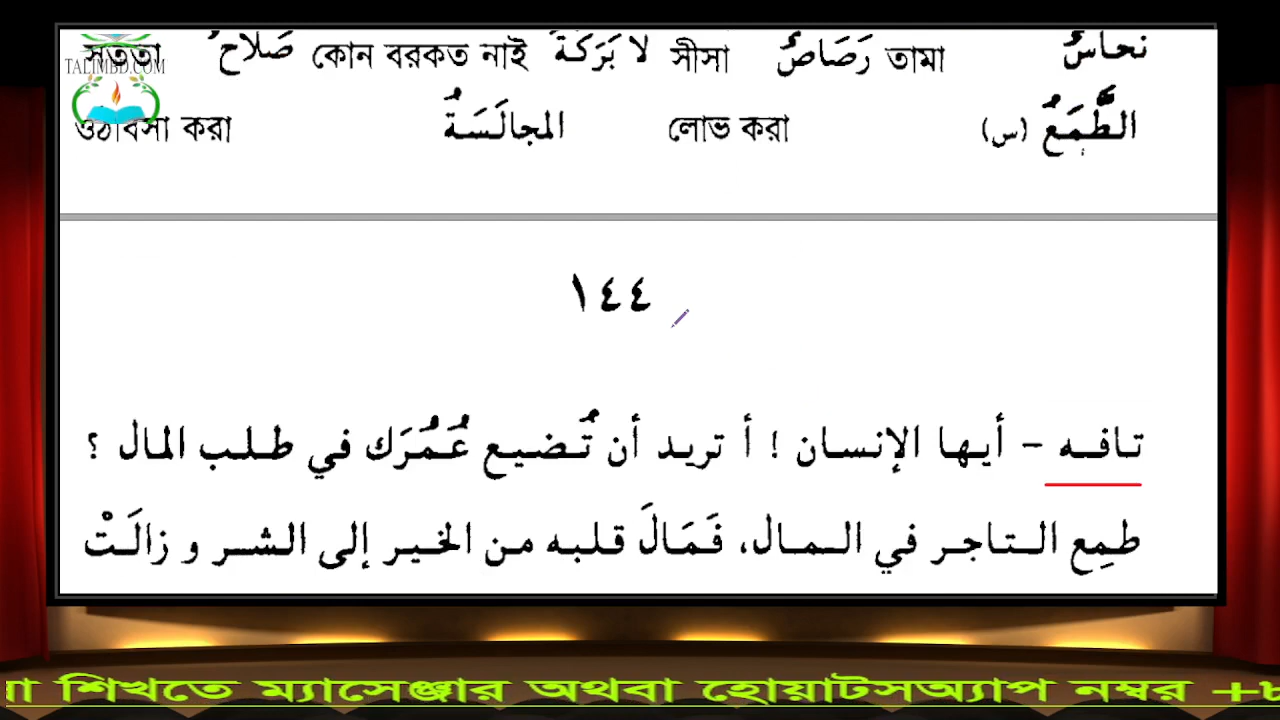 نحاسٌ তামা رَصَاصٌ সীসা لا بَرَكَةَ কোন বরকত নাই صَلاحٌ সততা
TALIMBD.COM
الطَّمَعُ (س) লোভ করা المجالَسَةُ ওঠাবসা করা
١٤٤
تافه – أيها الإنسان ! أ تريد أن تُضيع عُمُرَك في طلب المال ؟
طمِع التاجر في المال، فَمَالَ قلبه من الخير إلى الشر و زالَتْ
া শিখতে ম্যাসেঞ্জার অথবা হোয়াটসঅ্যাপ নম্বর +৮